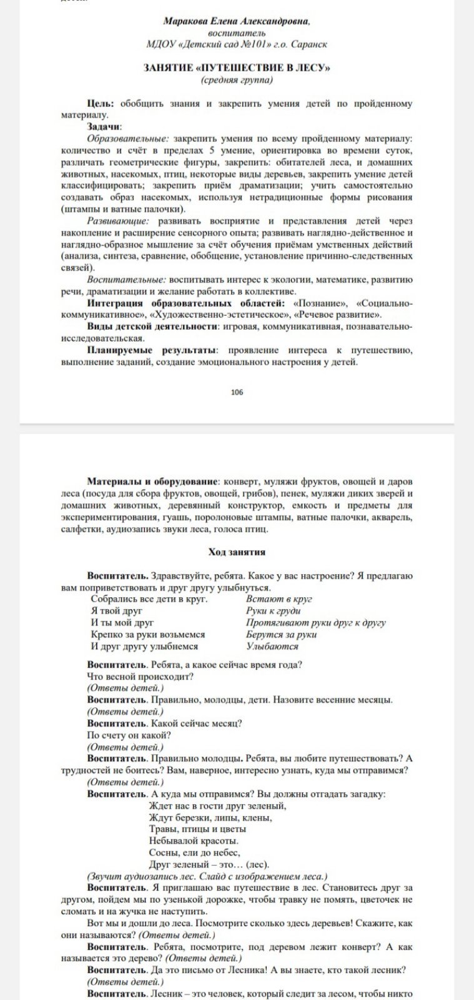 Маракова Елена Александровна,
воспитатель
МДОУ «Детский сад №101» г.о. Саранск
ЗАНЯТИЕ «ПУТЕШЕСТВИЕ В ЛЕСУ»
(средняя группа)
Цель: обобщить знания и закрепить умения детей по пройденному
материалу.
Задачи:
Образовательные: закрепить умения по всему пройденному материалу:
количество и счёт в пределах 5 умение, ориентировка во времени суток,
различать геометрические фигуры, закрепить: обитателей леса, и домашних
животных, насекомых, птиц, некоторые виды деревьев, закрепить умение детей
классифицировать; закрепить приём драматизации; учить самостоятельно
создавать образ насекомых, используя нетрадиционные формы рисования
(штампы и ватные палочки).
Развивающие: развивать восприятие и представления детей через
накопление и расширение сенсорного опыта; развивать наглядно-действенное и
наглядно-образное мышление за счёт обучения приёмам умственных действий
(анализа, синтеза, сравнение, обобщение, установление причинно-следственных
связей).
Воспитательные: воспитывать интерес к экологии, математике, развитию
речи, драматизации и желание работать в коллективе.
Интеграция образовательных областей: «Познание», «Социально-
коммуникативное», «Художественно-эстетическое», «Речевое развитие».
Виды детской деятельности: игровая, коммуникативная, познавательно-
исследовательская.
Планируемые результаты: проявление интереса к путешествию,
выполнение заданий, создание эмоционального настроения у детей.
106
Материалы и оборудование: конверт, муляжи фруктов, овощей и даров
леса (посуда для сбора фруктов, овощей, грибов), пенек, муляжи диких зверей и
домашних животных, деревянный конструктор, емкость и предметы для
экспериментирования, гуашь, поролоновые штампы, ватные палочки, акварель,
салфетки, аудиозапись звуки леса, голоса птиц.
Ход занятия
Воспитатель. Здравствуйте, ребята. Какое у вас настроение? Я предлагаю
вам поприветствовать и друг другу улыбнуться.
Собрались все дети в круг. Встают в круг
Я твой друг Руки к груди
И ты мой друг Протягивают руки друг к другу
Крепко за руки возьмемся Берутся за руки
И друг другу улыбнемся Улыбаются
Воспитатель. Ребята, а какое сейчас время года?
Что весной происходит?
(Ответы детей.)
Воспитатель. Правильно, молодцы, дети. Назовите весенние месяцы.
(Ответы детей.)
Воспитатель. Какой сейчас месяц?
По счету он какой?
(Ответы детей.)
Воспитатель. Правильно молодцы. Ребята, вы любите путешествовать? А
трудностей не боитесь? Вам, наверное, интересно узнать, куда мы отправимся?
(Ответы детей.)
Воспитатель. А куда мы отправимся? Вы должны отгадать загадку:
Ждет нас в гости друг зеленый,
Ждут березки, липы, клены,
Травы, птицы и цветы
Небывалой красоты.
Сосны, ели до небес,
Друг зеленый – это… (лес).
(Звучит аудиозапись лес. Слайд с изображением леса.)
Воспитатель. Я приглашаю вас путешествие в лес. Становитесь друг за
другом, пойдем мы по узенькой дорожке, чтобы травку не помять, цветочек не
сломать и на жучка не наступить.
Вот мы и дошли до леса. Посмотрите сколько здесь деревьев! Скажите, как
они называются? (Ответы детей.)
Воспитатель. Ребята, посмотрите, под деревом лежит конверт? А как
называется это дерево? (Ответы детей.)
Воспитатель. Да это письмо от Лесника! А вы знаете, кто такой лесник?
(Ответы детей.)
Воспитатель. Лесник – это человек, который следит за лесом, чтобы никто